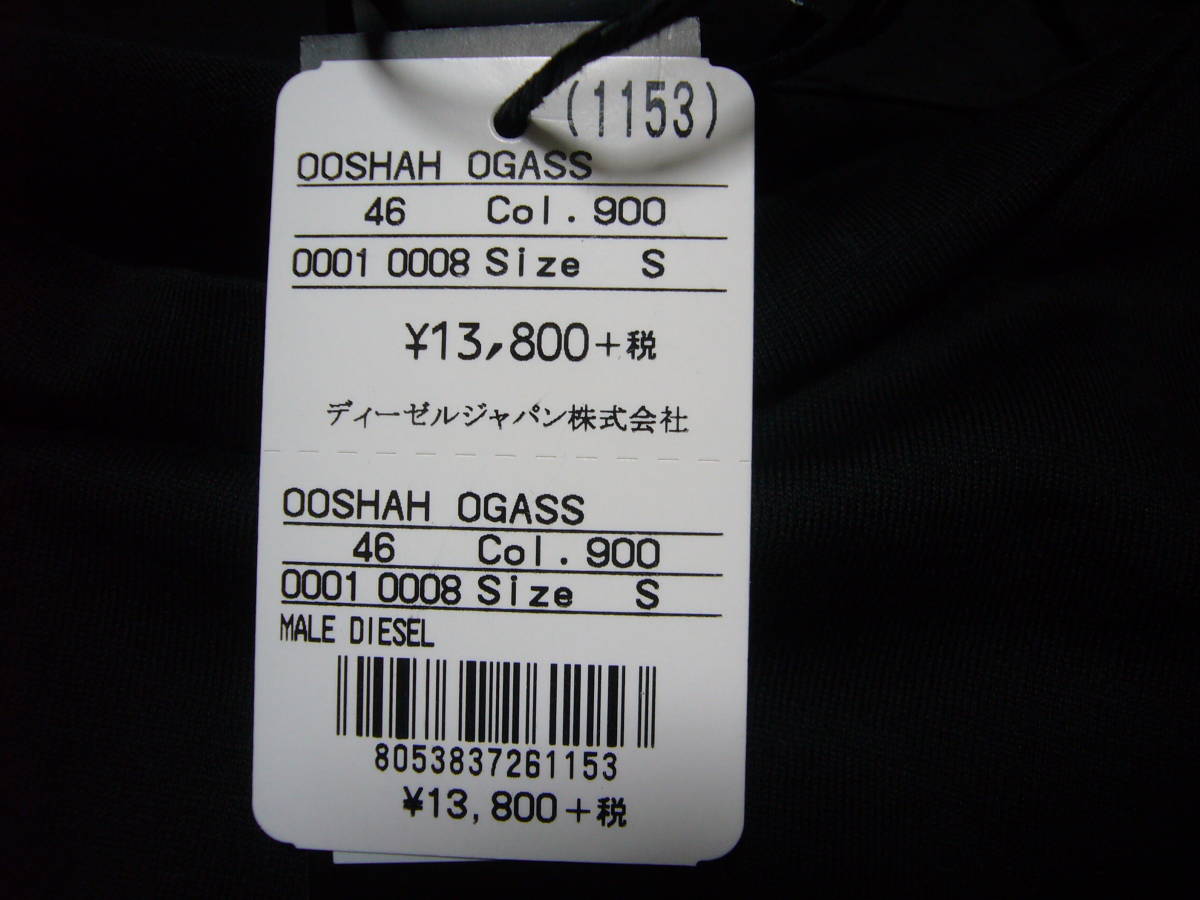 (1153)
OOSHAH OGASS
46 Col.900
0001 0008 Size S
¥13,800+税
ディーゼルジャパン株式会社
OOSHAH OGASS
46 Col.900
0001 0008 Size S
MALE DIESEL
8053837261153
¥13,800+税